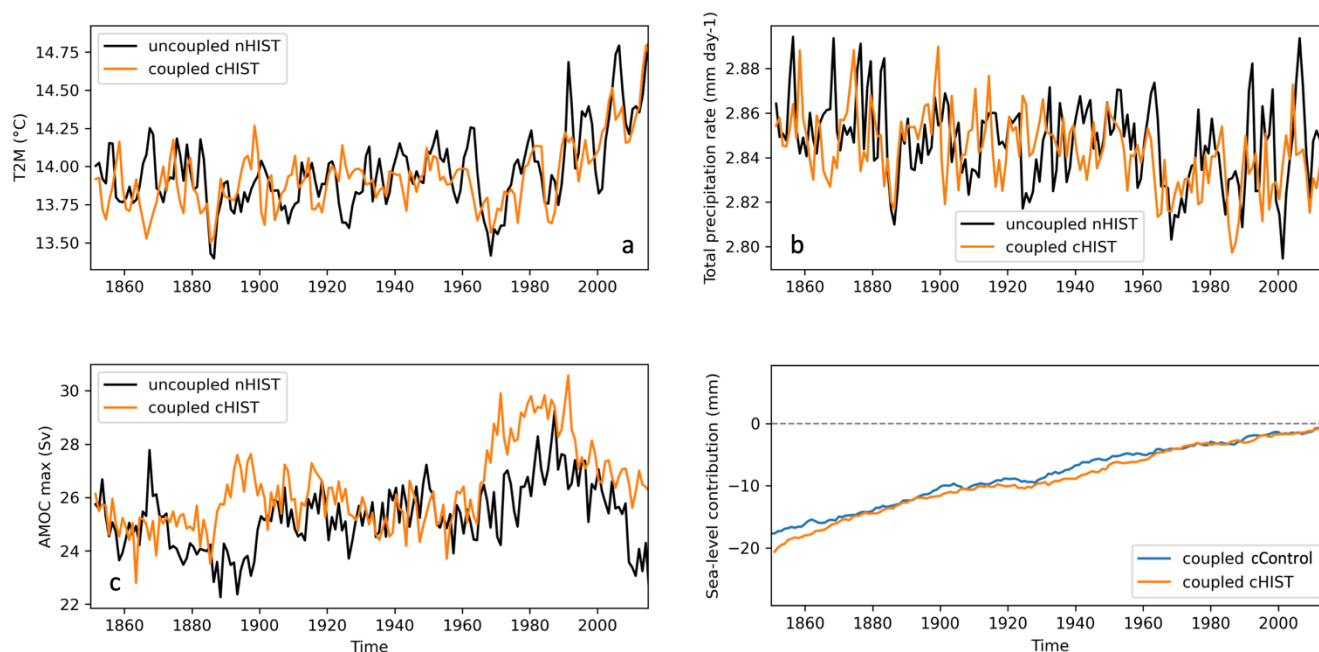 14.75
14.50
14.25
14.00
13.75
13.50
T2M (°C)
uncoupled nHIST
coupled cHIST
a
1860 1880 1900 1920 1940 1960 1980 2000
2.88
2.86
2.84
2.82
2.80
Total precipitation rate (mm day-1)
uncoupled nHIST
coupled cHIST
b
1860 1880 1900 1920 1940 1960 1980 2000
30
28
26
24
22
AMOC max (Sv)
uncoupled nHIST
coupled cHIST
c
1860 1880 1900 1920 1940 1960 1980 2000
Time
0
−10
−20
Sea-level contribution (mm)
coupled cControl
coupled cHIST
1860 1880 1900 1920 1940 1960 1980 2000
Time